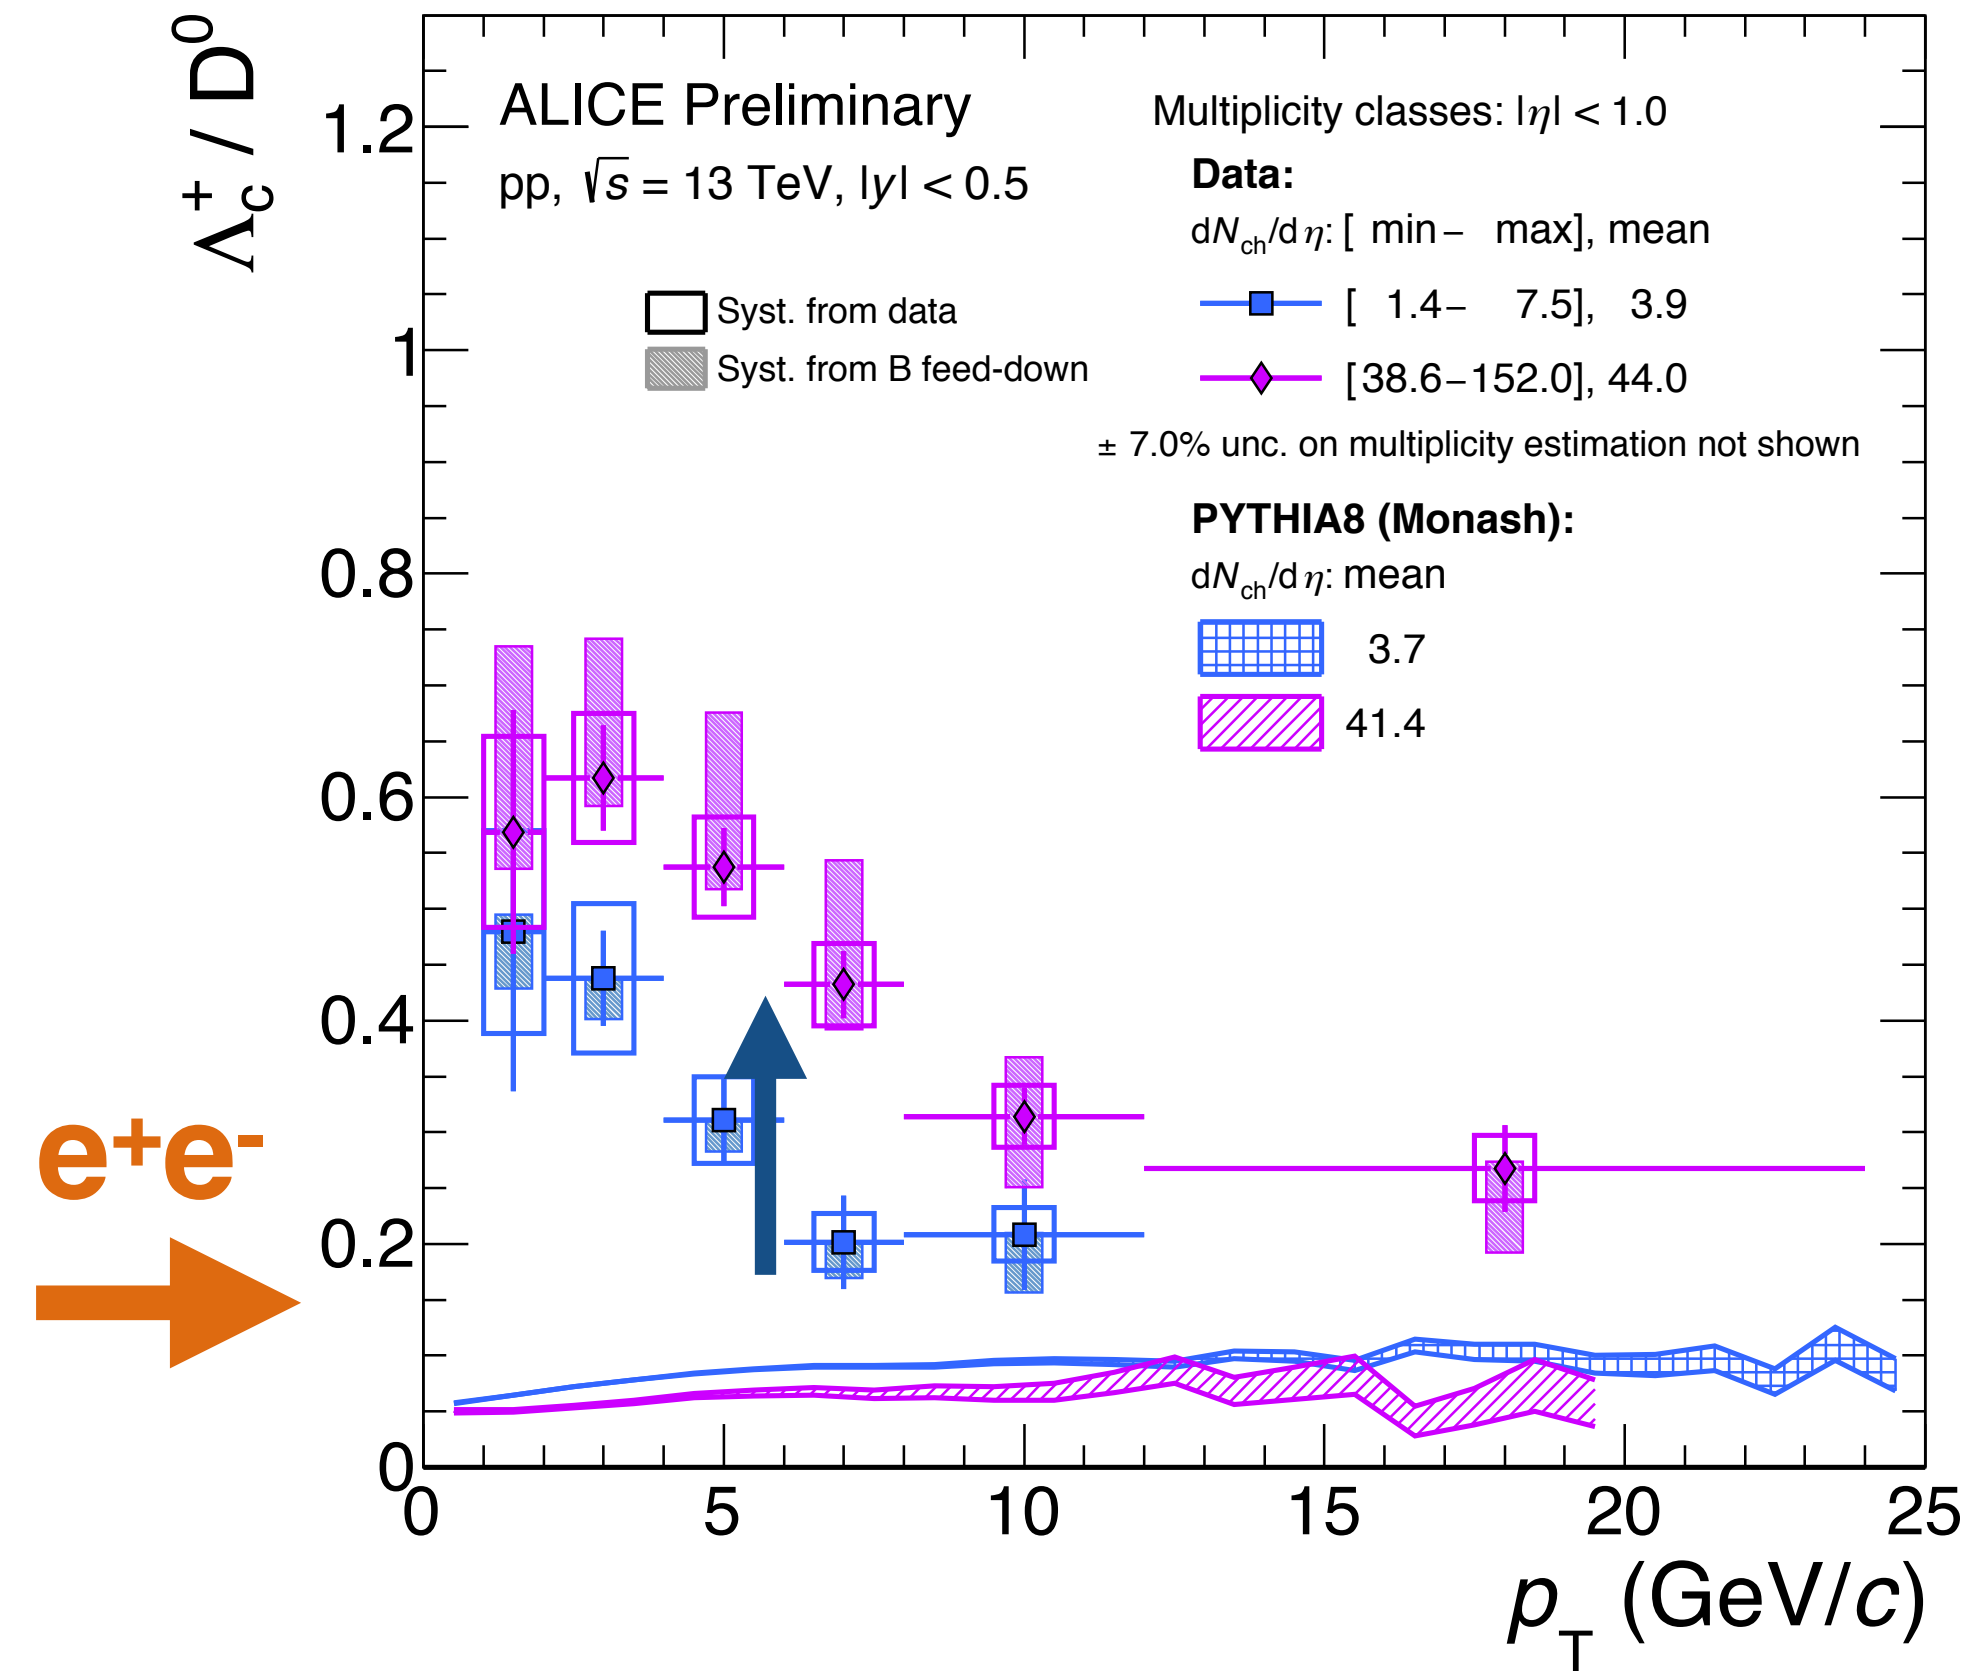 Λc+ / D0
ALICE Preliminary
pp, √s = 13 TeV, |y| < 0.5
Syst. from data
Syst. from B feed-down
Multiplicity classes: |η| < 1.0
Data:
dNch/dη: [ min – max], mean
[ 1.4 – 7.5], 3.9
[38.6 – 152.0], 44.0
± 7.0% unc. on multiplicity estimation not shown
PYTHIA8 (Monash):
dNch/dη: mean
3.7
41.4
1.2
1
0.8
0.6
0.4
0.2
0
e+e-
0 5 10 15 20 25
pT (GeV/c)